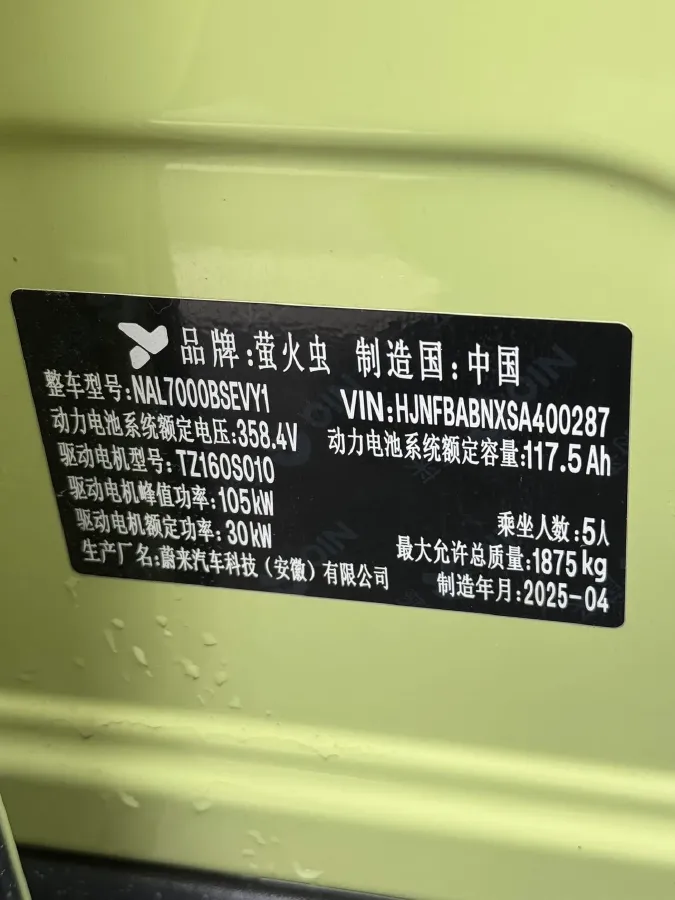 品牌:萤火虫 制造国:中国
整车型号:NAL7000BSEVY1 VIN:HJNFBABNXSA400287
动力电池系统额定电压:358.4V 动力电池系统额定容量:117.5Ah
驱动电机型号:TZ160S010
驱动电机峰值功率:105kW 乘坐人数:5人
驱动电机额定功率:30kW 最大允许总质量:1875kg
生产厂名:蔚来汽车科技（安徽）有限公司 制造年月:2025-04